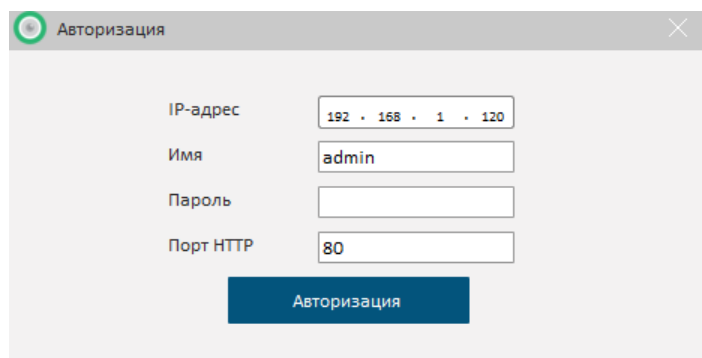 Авторизация
IP-адрес 192 . 168 . 1 . 120
Имя admin
Пароль
Порт HTTP 80
Авторизация